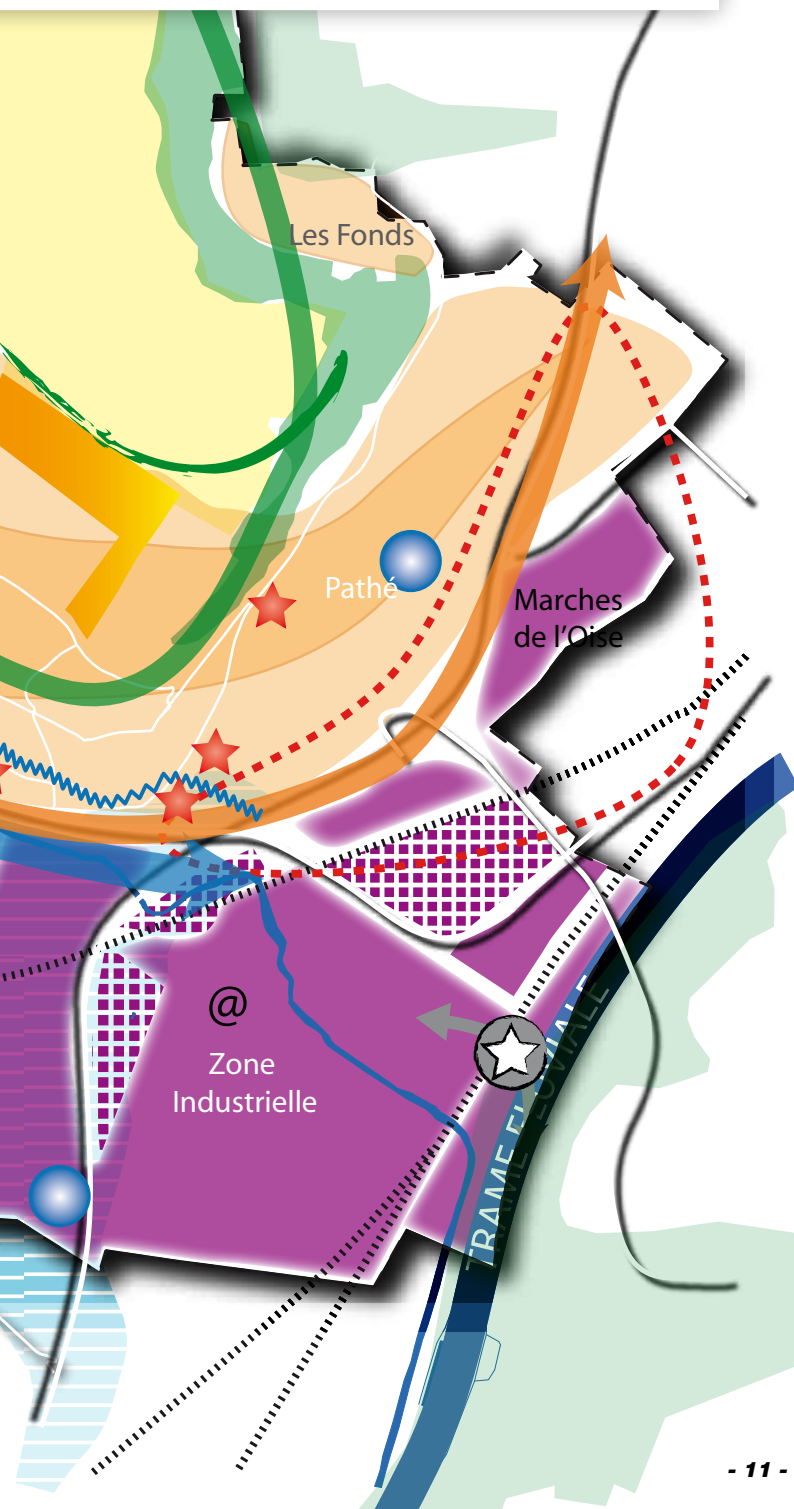 Les Fonds
Pathé
Marches
de l'Oise
@
Zone
Industrielle
TRAME FLUVIALE
- 11 -